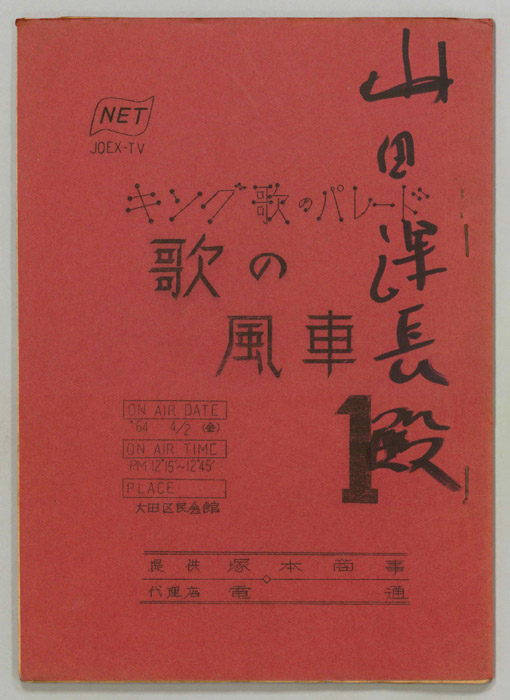 NET
JOEX-TV
キング歌のパレード
歌の
風車
1
ON AIR DATE
'64 4/2 (金)
ON AIR TIME
PM 12°15'~12°45'
PLACE
大田区民会館
提供 塚本商事
代理店 電通
山田課長殿